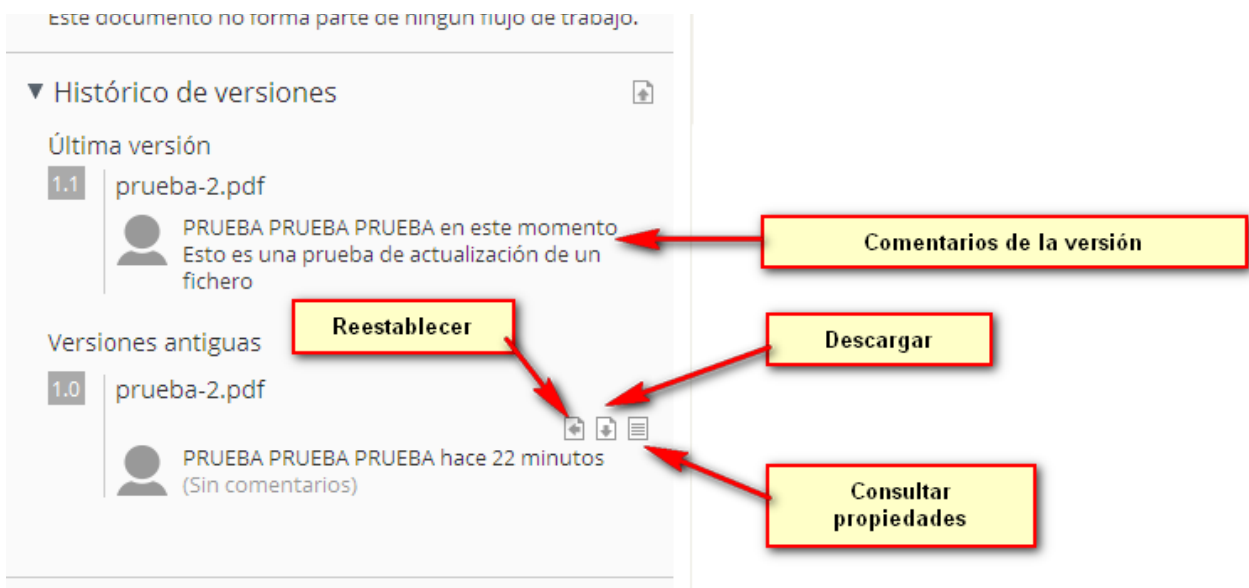 Este documento no forma parte de ningún flujo de trabajo.
Histórico de versiones
Última versión
1.1 prueba-2.pdf
PRUEBA PRUEBA PRUEBA en este momento
Esto es una prueba de actualización de un
fichero
Comentarios de la versión
Reestablecer
Descargar
Versiones antiguas
1.0 prueba-2.pdf
PRUEBA PRUEBA PRUEBA hace 22 minutos
(Sin comentarios)
Consultar
propiedades